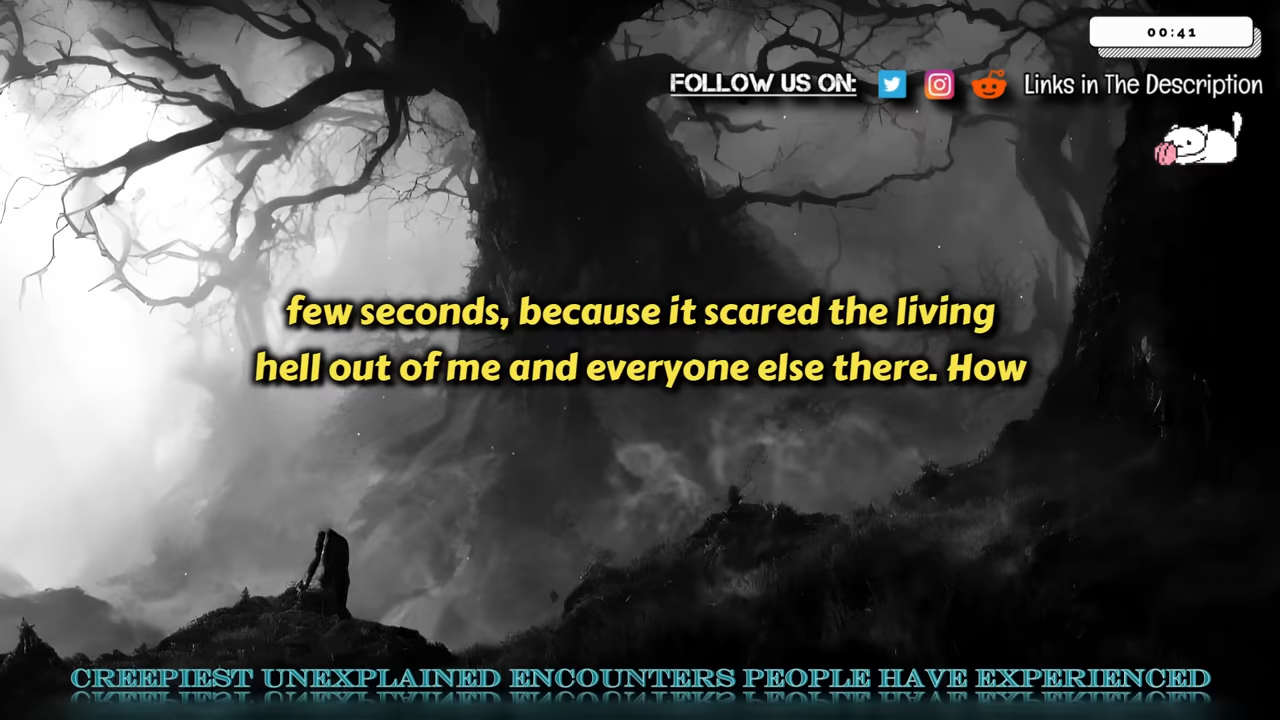 00:41
FOLLOW US ON: Links in The Description
few seconds, because it scared the living
hell out of me and everyone else there. How
CREEPIEST UNEXPLAINED ENCOUNTERS PEOPLE HAVE EXPERIENCED